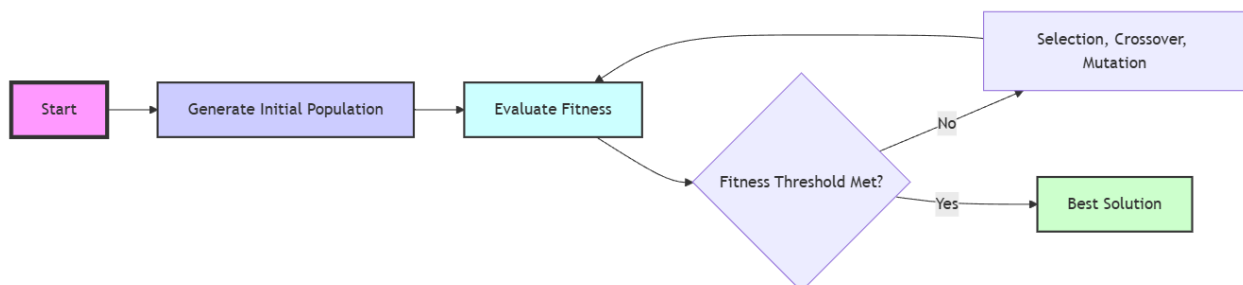 Start
Generate Initial Population
Evaluate Fitness
Fitness Threshold Met?
No
Selection, Crossover,
Mutation
Yes
Best Solution